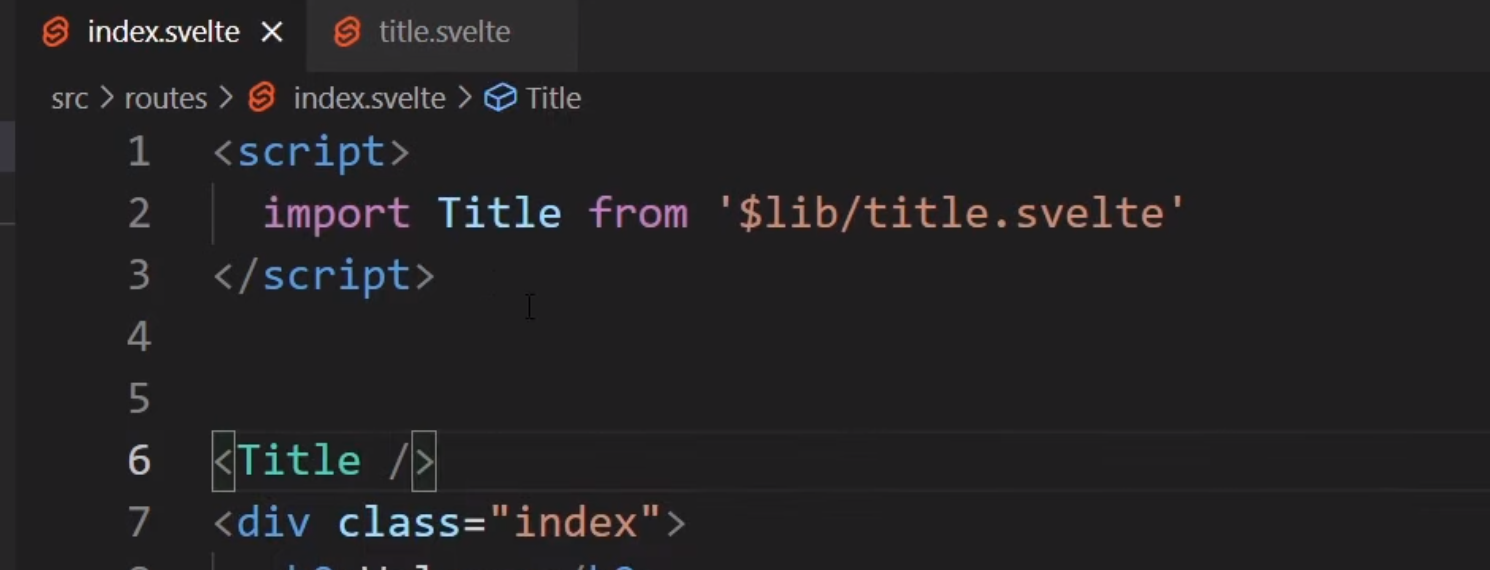 index.svelte
title.svelte
src > routes > index.svelte > Title
1 <script>
2 import Title from '$lib/title.svelte'
3 </script>
4
5
6 <Title />
7 <div class="index">